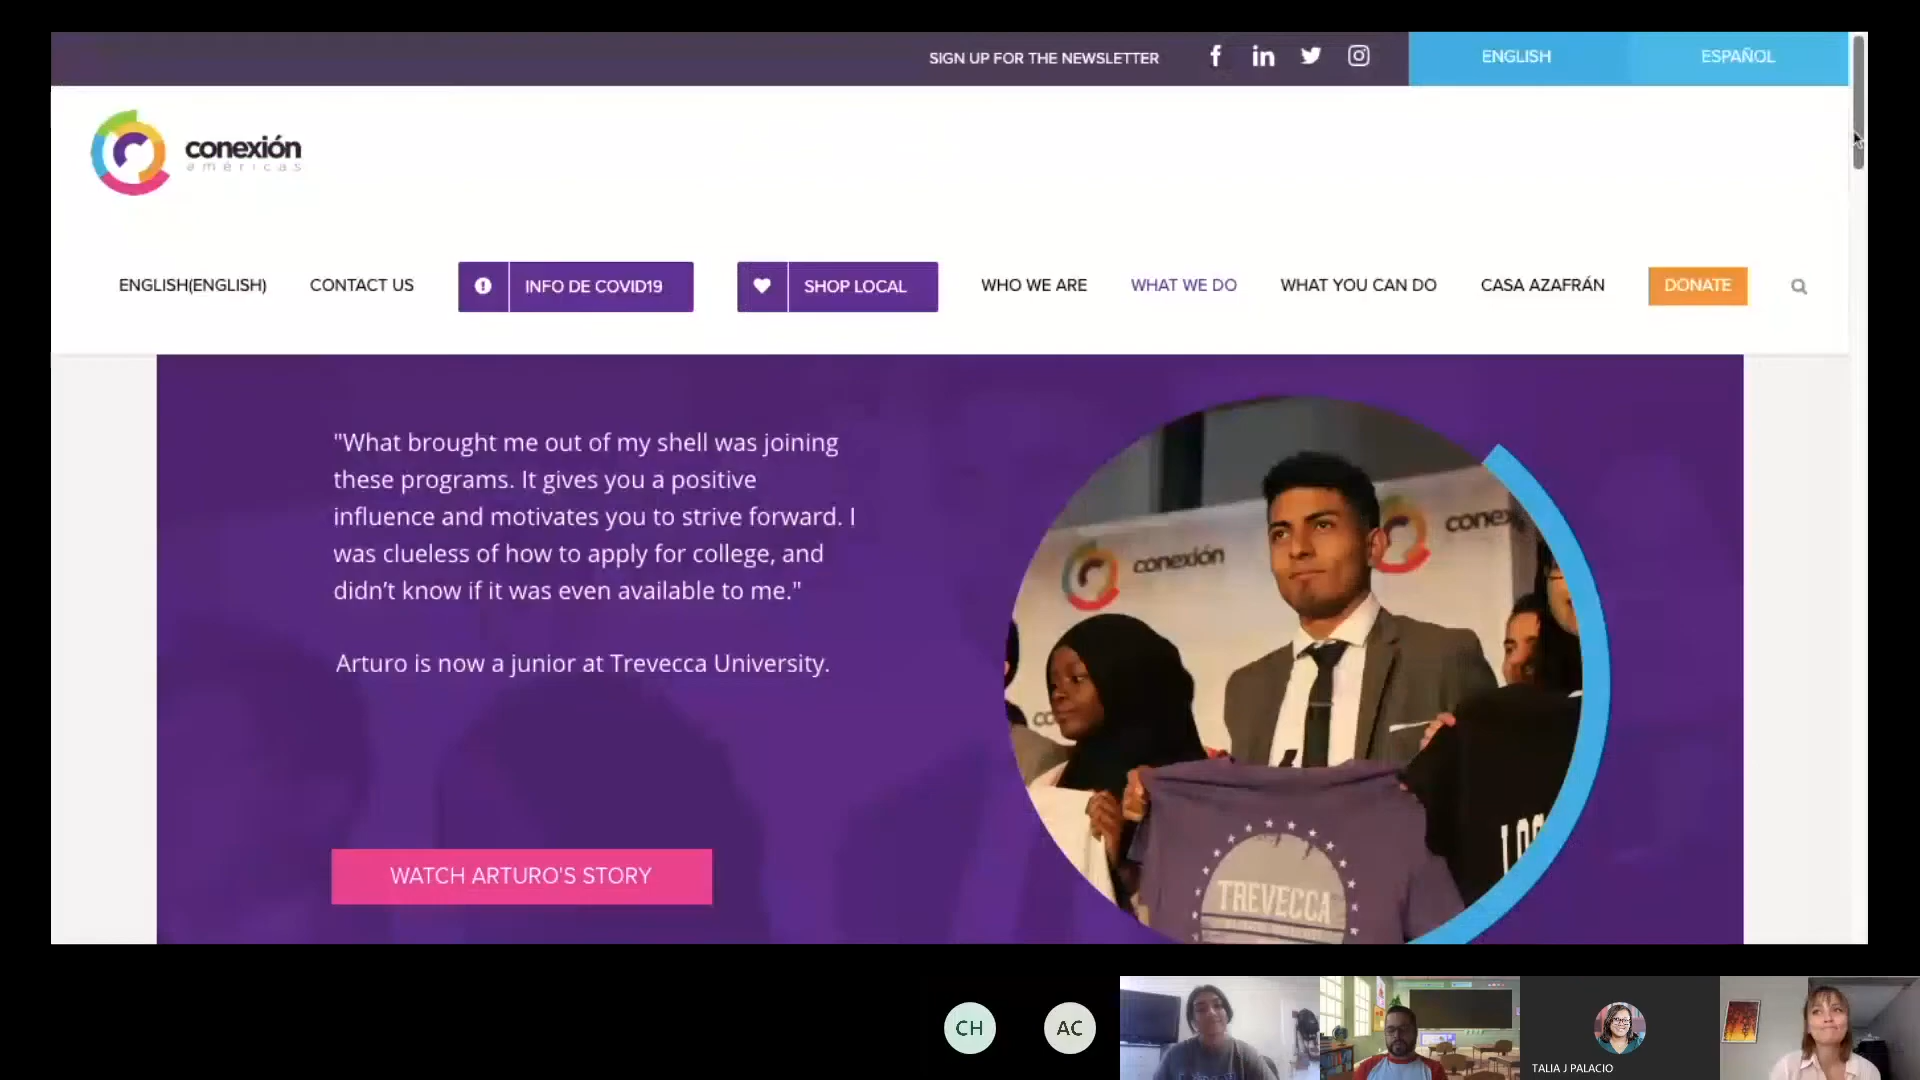 SIGN UP FOR THE NEWSLETTER
ENGLISH
ESPAÑOL
conexión
américas
ENGLISH(ENGLISH)
CONTACT US
INFO DE COVID19
SHOP LOCAL
WHO WE ARE
WHAT WE DO
WHAT YOU CAN DO
CASA AZAFRÁN
DONATE
"What brought me out of my shell was joining
these programs. It gives you a positive
influence and motivates you to strive forward. I
was clueless of how to apply for college, and
didn't know if it was even available to me."
Arturo is now a junior at Trevecca University.
WATCH ARTURO'S STORY
conexión
TREVECCA
CH
AC
TALIA J PALACIO